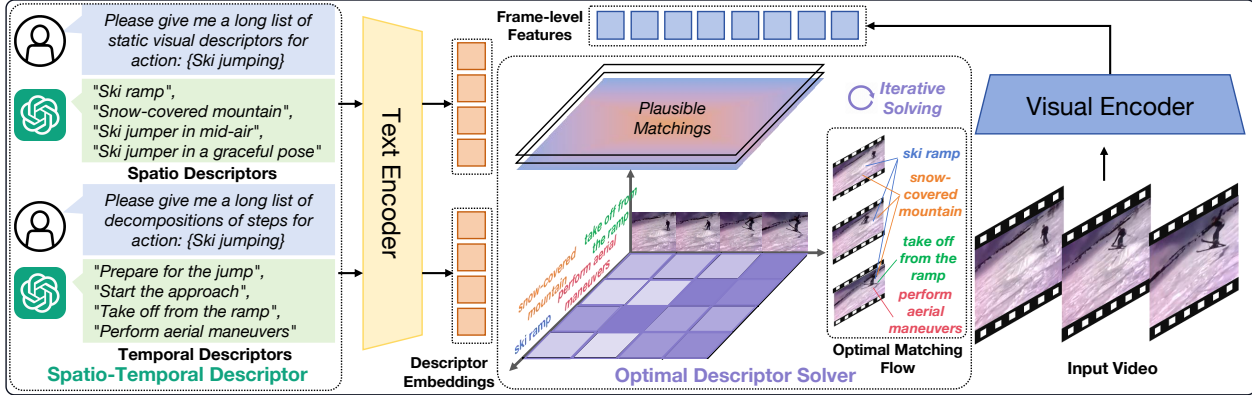 Please give me a long list of
static visual descriptors for
action: {Ski jumping}
"Ski ramp",
"Snow-covered mountain",
"Ski jumper in mid-air",
"Ski jumper in a graceful pose"
Spatio Descriptors
Please give me a long list of
decompositions of steps for
action: {Ski jumping}
"Prepare for the jump",
"Start the approach",
"Take off from the ramp",
"Perform aerial maneuvers"
Temporal Descriptors
Spatio-Temporal Descriptor
Text Encoder
Descriptor
Embeddings
Frame-level
Features
Plausible
Matchings
Iterative
Solving
take off from
the ramp
perform aerial
maneuvers
snow-covered
mountain
ski ramp
Optimal Descriptor Solver
ski ramp
snow-
covered
mountain
take off
from the
ramp
perform
aerial
maneuvers
Optimal Matching
Flow
Visual Encoder
Input Video